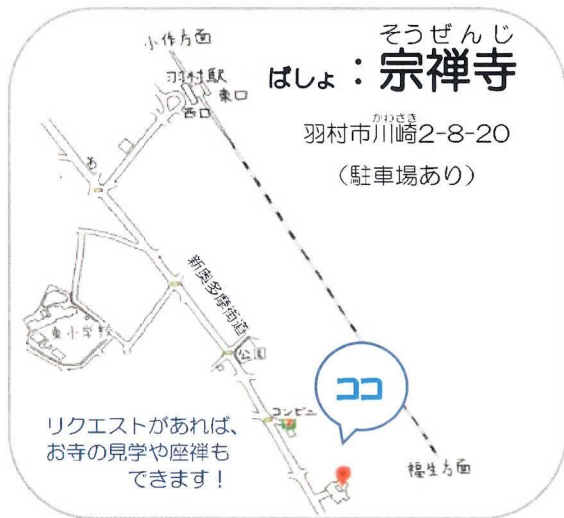 そうぜんじ
ばしょ：宗禅寺
かわさき
羽村市川崎2-8-20
（駐車場あり）
小作方面
羽村駅
東口
西口
新奥多摩街道
東小学校
公園
コンビニ
ココ
福生方面
リクエストがあれば、
お寺の見学や座禅も
できます！